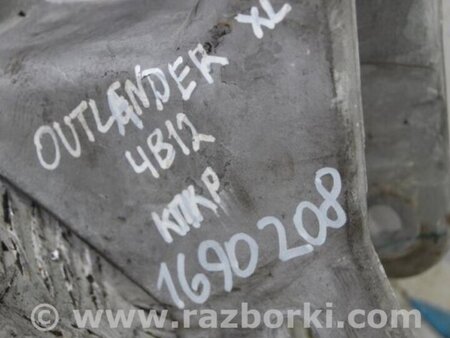 OUTLANDER XL
4B12
КПКР
1690208
© www.razborki.com/